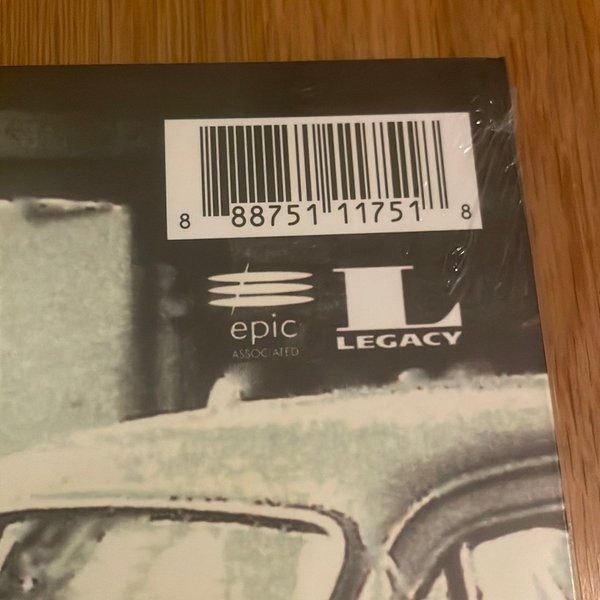 8 88751 11751 8
epic
ASSOCIATED
L
LEGACY